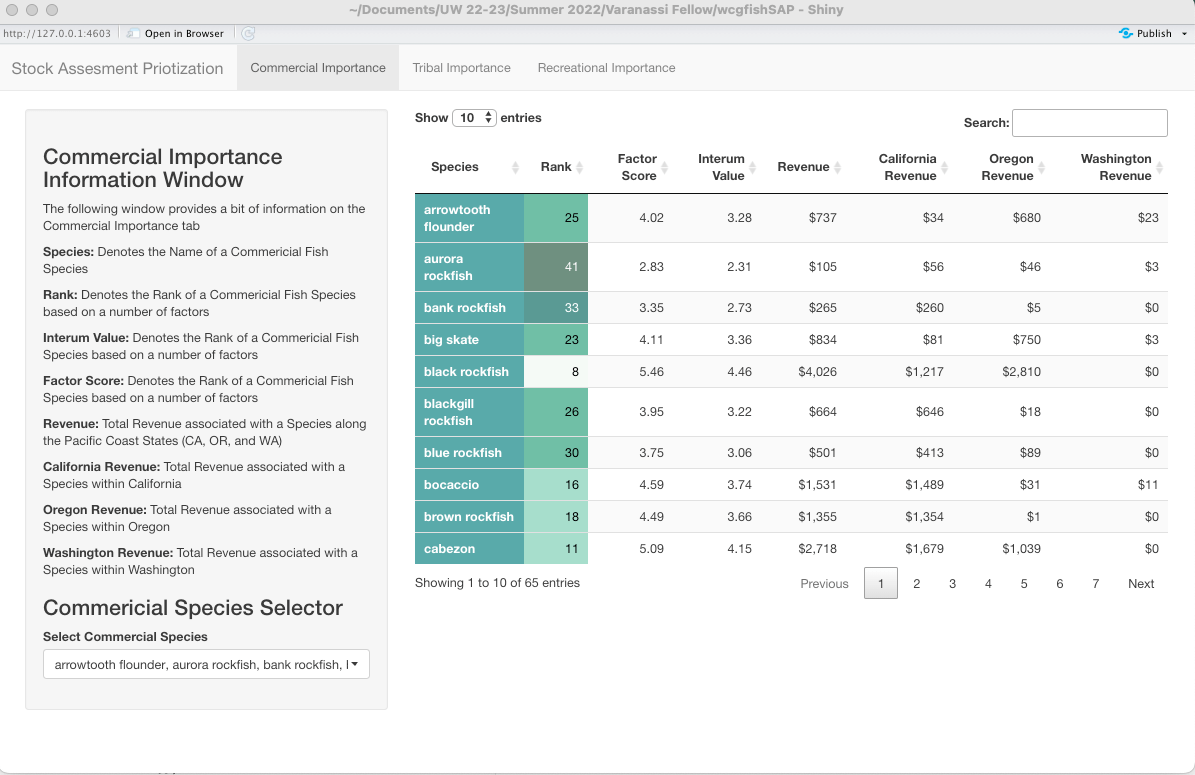 ~/Documents/UW 22-23/Summer 2022/Varanassi Fellow/wcgfishSAP - Shiny
http://127.0.0.1:4603 Open in Browser Publish
Stock Assesment Priotization Commercial Importance Tribal Importance Recreational Importance
Commercial Importance
Information Window
The following window provides a bit of information on the
Commercial Importance tab
Species: Denotes the Name of a Commericial Fish
Species
Rank: Denotes the Rank of a Commericial Fish Species
based on a number of factors
Interum Value: Denotes the Rank of a Commericial Fish
Species based on a number of factors
Factor Score: Denotes the Rank of a Commericial Fish
Species based on a number of factors
Revenue: Total Revenue associated with a Species along
the Pacific Coast States (CA, OR, and WA)
California Revenue: Total Revenue associated with a
Species within California
Oregon Revenue: Total Revenue associated with a
Species within Oregon
Washington Revenue: Total Revenue associated with a
Species within Washington
Commericial Species Selector
Select Commercial Species
arrowtooth flounder, aurora rockfish, bank rockfish, l
Show 10 entries
Search:
Species Rank Factor Score Interum Value Revenue California Revenue Oregon Revenue Washington Revenue
arrowtooth flounder 25 4.02 3.28 $737 $34 $680 $23
aurora rockfish 41 2.83 2.31 $105 $56 $46 $3
bank rockfish 33 3.35 2.73 $265 $260 $5 $0
big skate 23 4.11 3.36 $834 $81 $750 $3
black rockfish 8 5.46 4.46 $4,026 $1,217 $2,810 $0
blackgill rockfish 26 3.95 3.22 $664 $646 $18 $0
blue rockfish 30 3.75 3.06 $501 $413 $89 $0
bocaccio 16 4.59 3.74 $1,531 $1,489 $31 $11
brown rockfish 18 4.49 3.66 $1,355 $1,354 $1 $0
cabezon 11 5.09 4.15 $2,718 $1,679 $1,039 $0
Showing 1 to 10 of 65 entries
Previous 1 2 3 4 5 6 7 Next